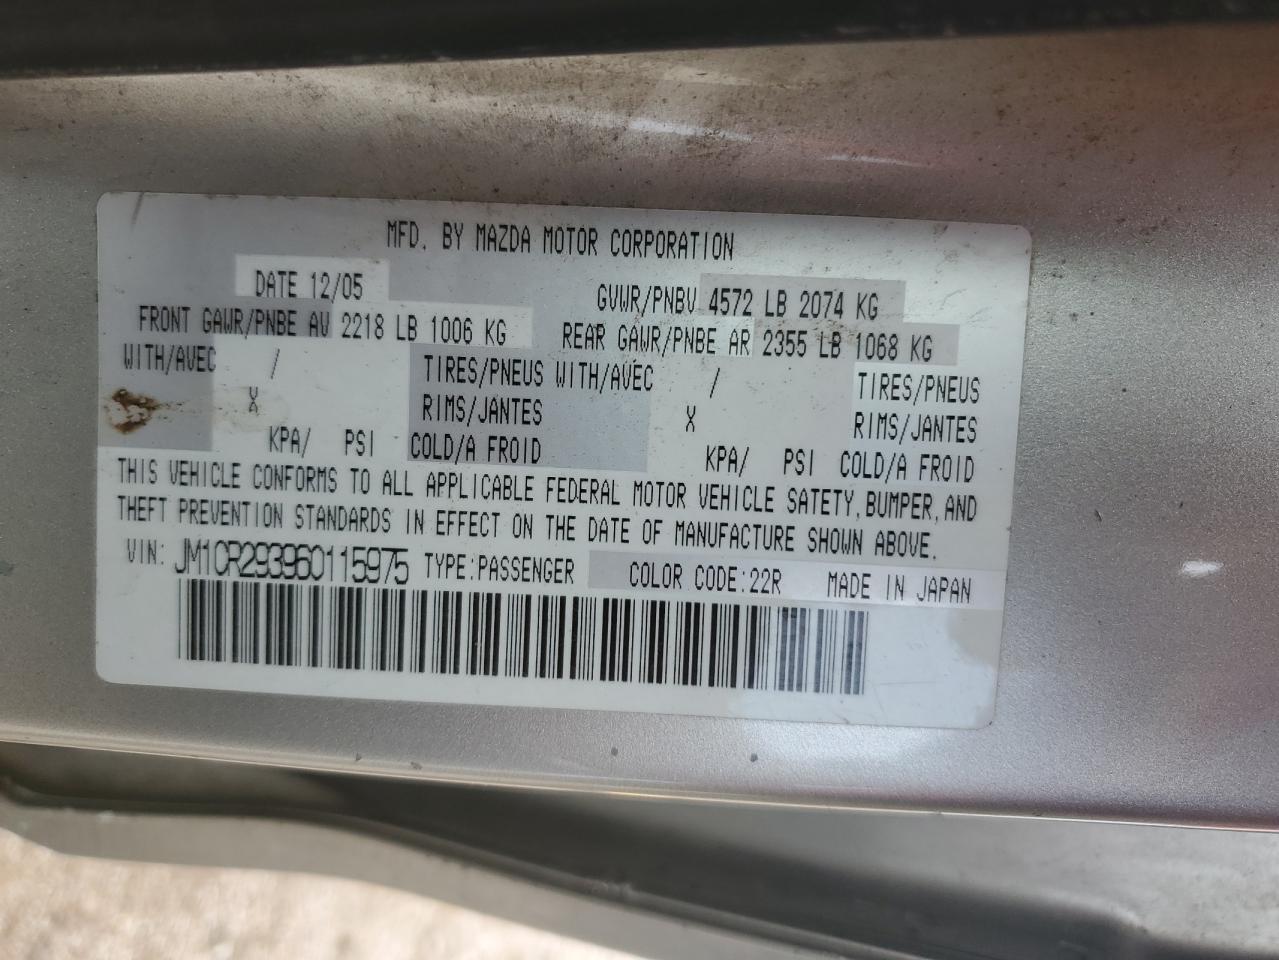 MFD. BY MAZDA MOTOR CORPORATION
DATE 12/05 GVWR/PNBV 4572 LB 2074 KG
FRONT GAWR/PNBE AV 2218 LB 1006 KG REAR GAWR/PNBE AR 2355 LB 1068 KG
WITH/AVEC / TIRES/PNEUS WITH/AVEC / TIRES/PNEUS
X RIMS/JANTES X RIMS/JANTES
KPA/ PSI COLD/A FROID KPA/ PSI COLD/A FROID
THIS VEHICLE CONFORMS TO ALL APPLICABLE FEDERAL MOTOR VEHICLE SATETY, BUMPER, AND
THEFT PREVENTION STANDARDS IN EFFECT ON THE DATE OF MANUFACTURE SHOWN ABOVE.
VIN: JM1CR293960115975 TYPE:PASSENGER COLOR CODE:22R MADE IN JAPAN